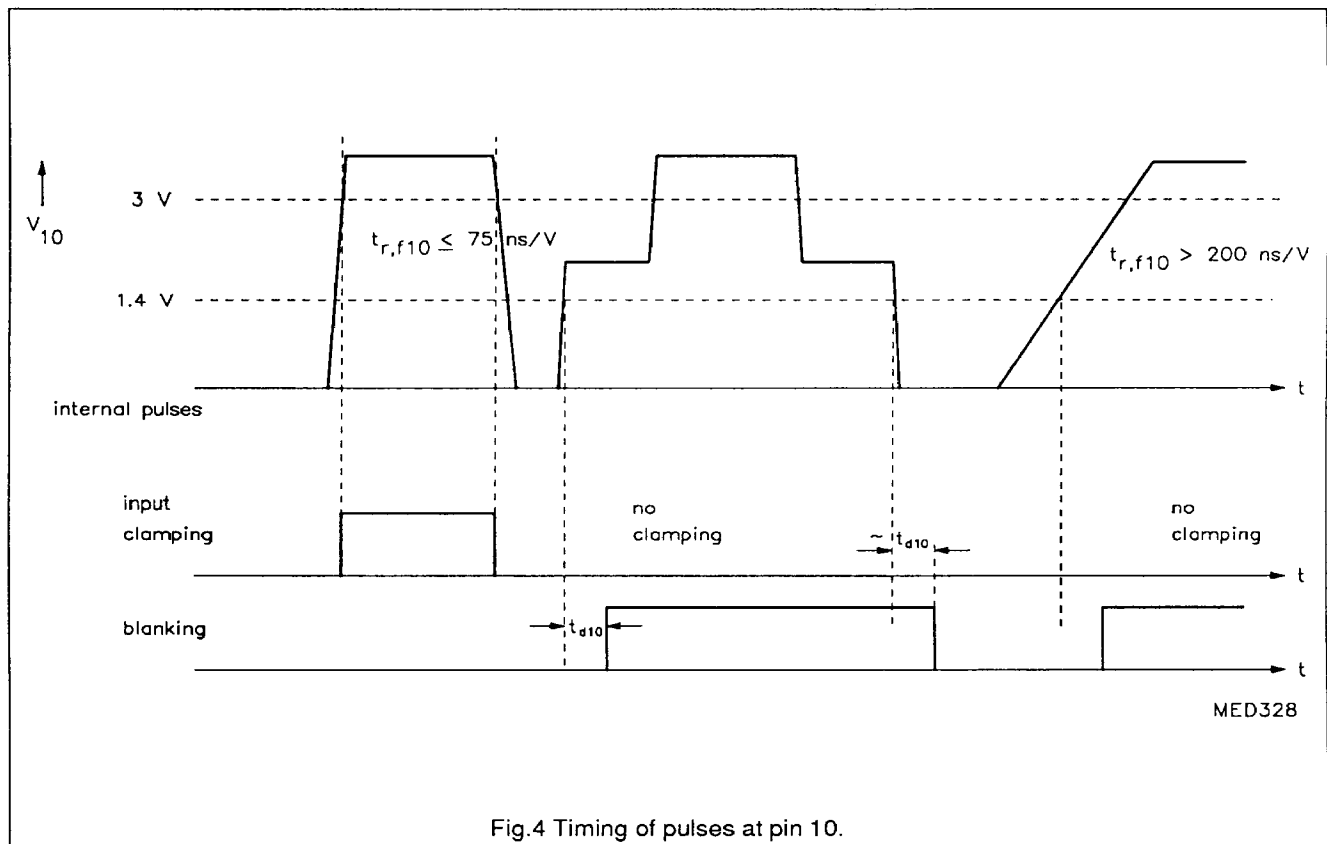 3 V
V10
tr,f10 ≤ 75 ns/V
tr,f10 > 200 ns/V
1.4 V
t
internal pulses
input
clamping
no
clamping
~ td10
no
clamping
t
blanking
td10
t
MED328
Fig.4 Timing of pulses at pin 10.